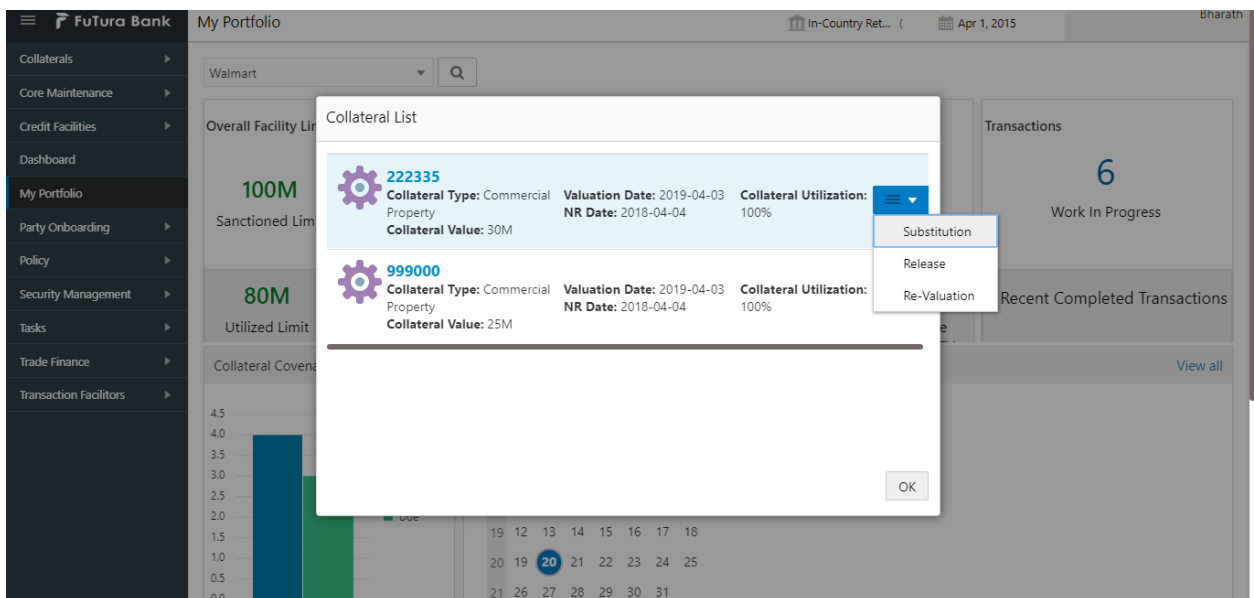 FuTura Bank
My Portfolio
In-Country Ret... (
Apr 1, 2015
Bharath
Collaterals
Core Maintenance
Credit Facilities
Dashboard
My Portfolio
Party Onboarding
Policy
Security Management
Tasks
Trade Finance
Transaction Facilitors
Walmart
Overall Facility Lir
100M
Sanctioned Lim
80M
Utilized Limit
Transactions
6
Work In Progress
Recent Completed Transactions
Collateral List
222335
Collateral Type: Commercial Property
Collateral Value: 30M
Valuation Date: 2019-04-03
NR Date: 2018-04-04
Collateral Utilization:
100%
Substitution
Release
Re-Valuation
999000
Collateral Type: Commercial Property
Collateral Value: 25M
Valuation Date: 2019-04-03
NR Date: 2018-04-04
Collateral Utilization:
100%
OK
Collateral Covena
View all
4.5
4.0
3.5
3.0
2.5
2.0
1.5
1.0
0.5
0.0
Due
19 12 13 14 15 16 17 18
20 19 20 21 22 23 24 25
21 26 27 28 29 30 31